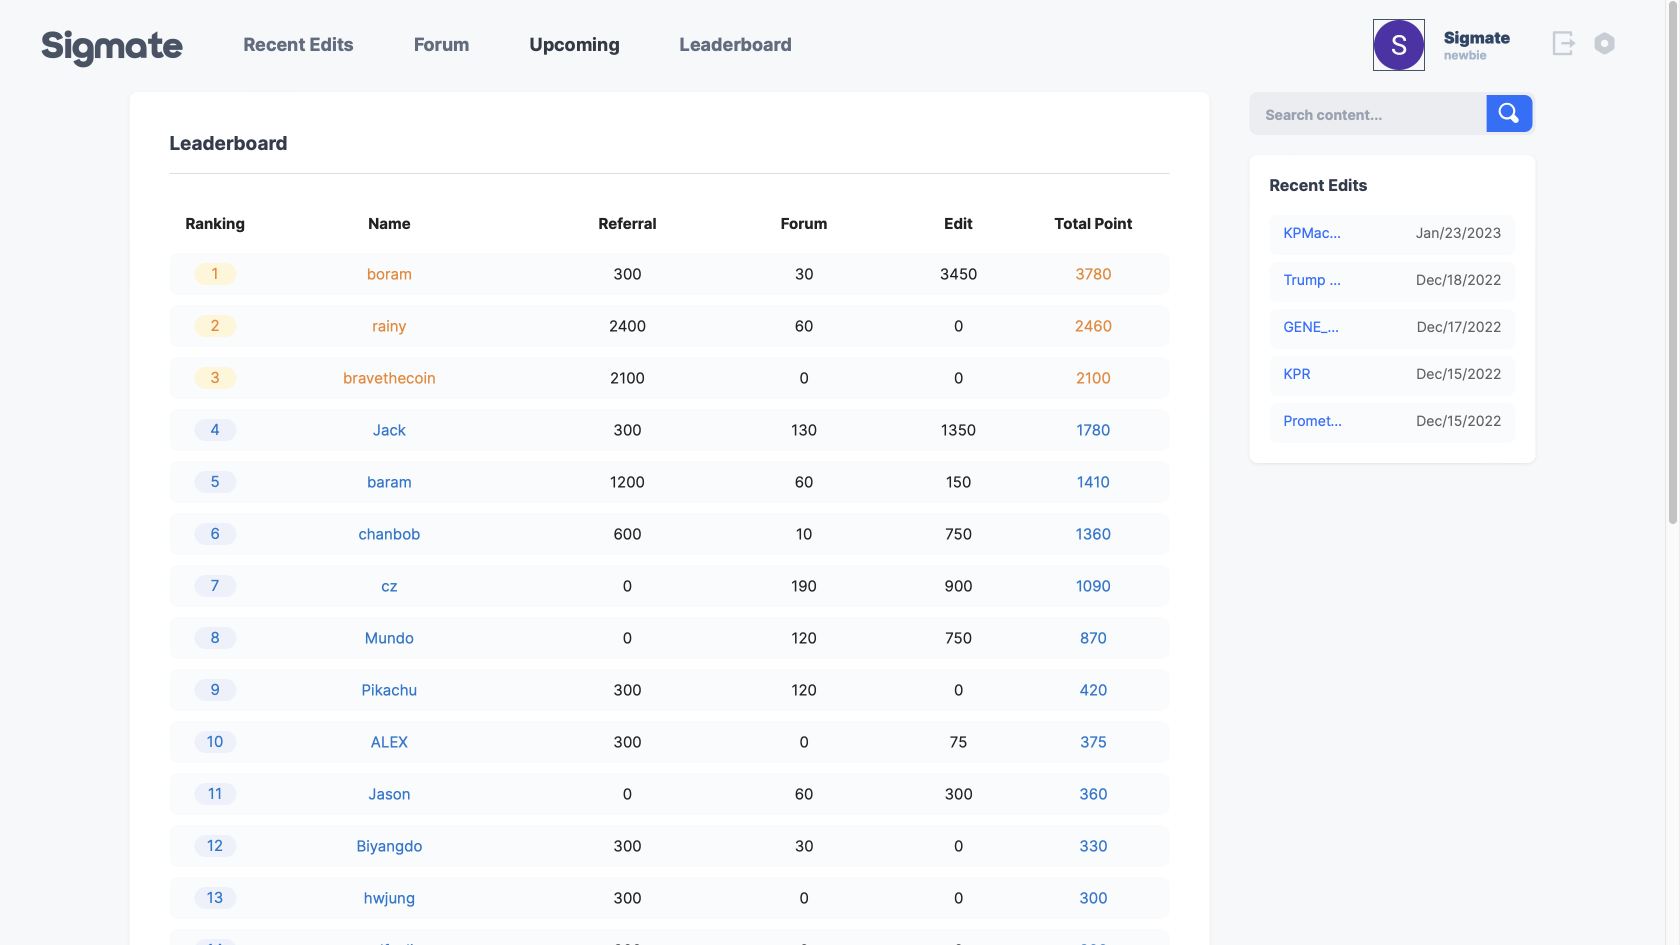 Sigmate Recent Edits Forum Upcoming Leaderboard S Sigmate
newbie
Search content...
Leaderboard
Ranking Name Referral Forum Edit Total Point
1 boram 300 30 3450 3780
2 rainy 2400 60 0 2460
3 bravethecoin 2100 0 0 2100
4 Jack 300 130 1350 1780
5 baram 1200 60 150 1410
6 chanbob 600 10 750 1360
7 cz 0 190 900 1090
8 Mundo 0 120 750 870
9 Pikachu 300 120 0 420
10 ALEX 300 0 75 375
11 Jason 0 60 300 360
12 Biyangdo 300 30 0 330
13 hwjung 300 0 0 300
Recent Edits
KPMac... Jan/23/2023
Trump ... Dec/18/2022
GENE_... Dec/17/2022
KPR Dec/15/2022
Promet... Dec/15/2022